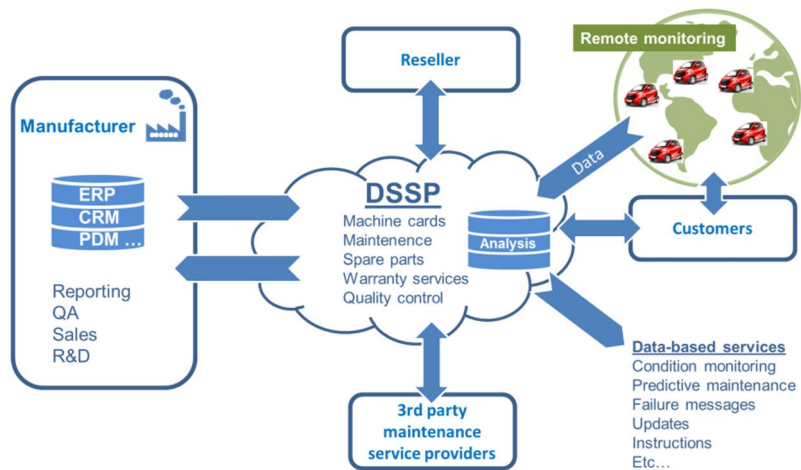 Remote monitoring
Reseller
Manufacturer
ERP
CRM
PDM ...
Reporting
QA
Sales
R&D
DSSP
Machine cards
Maintenence
Spare parts
Warranty services
Quality control
Analysis
Data
Customers
3rd party
maintenance
service providers
Data-based services
Condition monitoring
Predictive maintenance
Failure messages
Updates
Instructions
Etc...